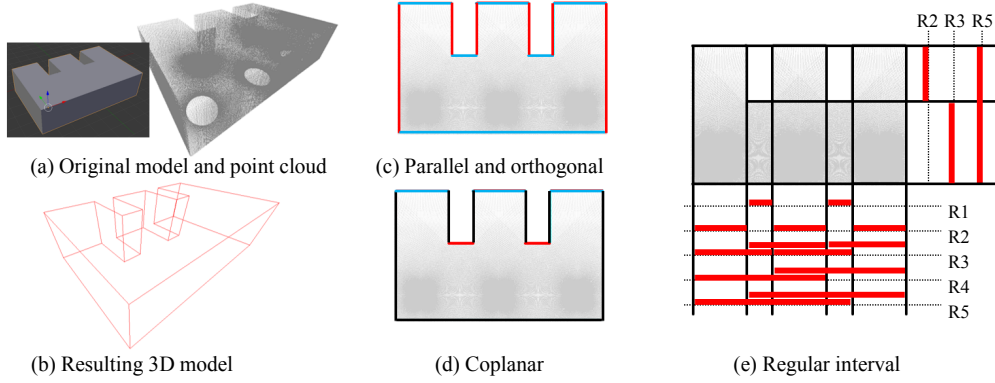 (a) Original model and point cloud
(b) Resulting 3D model
(c) Parallel and orthogonal
(d) Coplanar
R2 R3 R5
R1
R2
R3
R4
R5
(e) Regular interval